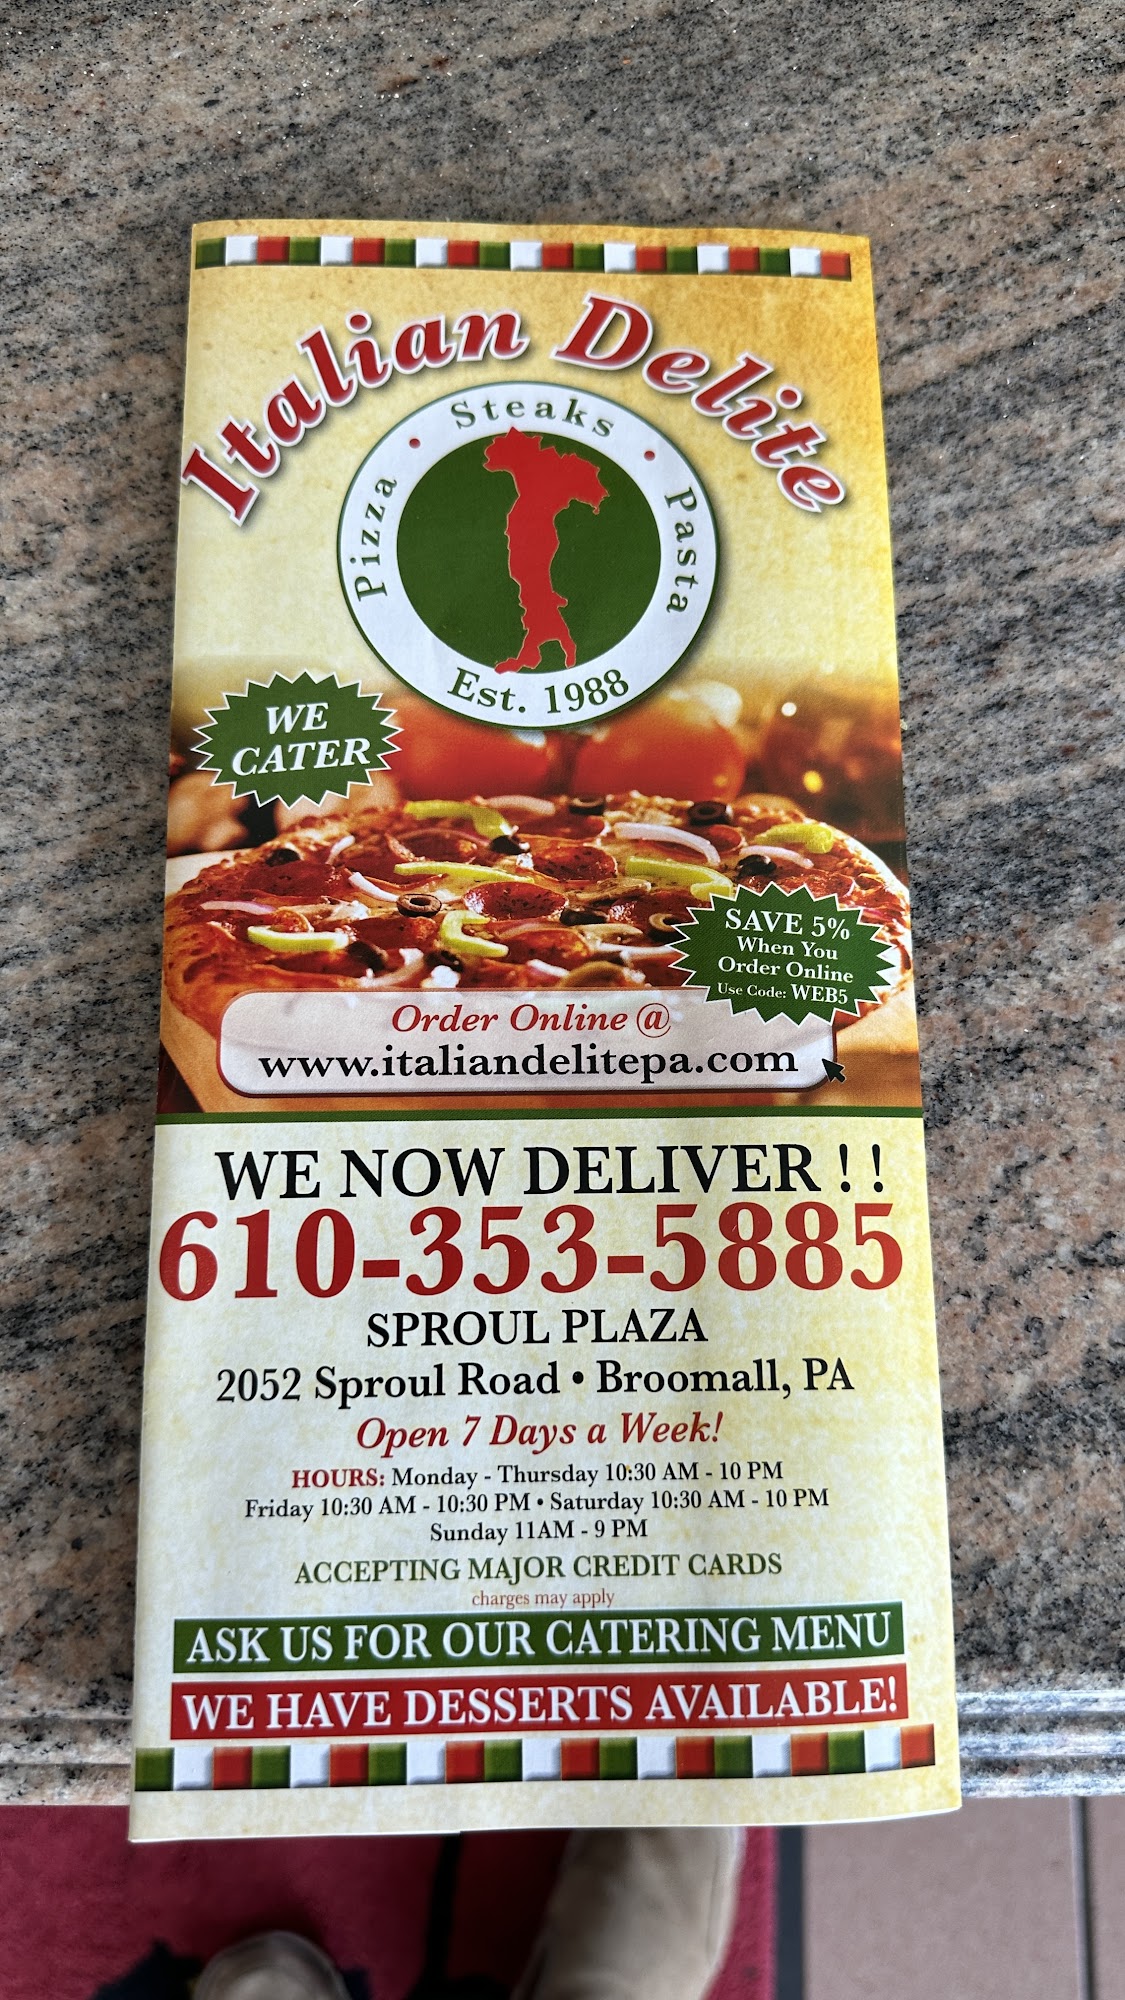 Italian Delite
Pizza • Steaks • Pasta
Est. 1988
WE
CATER
SAVE 5%
When You
Order Online
Use Code: WEB5
Order Online @
www.italiandelitepa.com
WE NOW DELIVER ! !
610-353-5885
SPROUL PLAZA
2052 Sproul Road • Broomall, PA
Open 7 Days a Week!
HOURS: Monday - Thursday 10:30 AM - 10 PM
Friday 10:30 AM - 10:30 PM • Saturday 10:30 AM - 10 PM
Sunday 11AM - 9 PM
ACCEPTING MAJOR CREDIT CARDS
charges may apply
ASK US FOR OUR CATERING MENU
WE HAVE DESSERTS AVAILABLE!